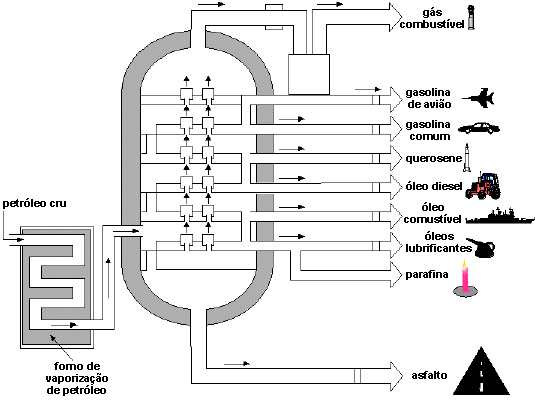 gás
combustível
gasolina
de avião
gasolina
comum
querosene
óleo diesel
óleo
comustível
óleos
lubrificantes
parafina
asfalto
petróleo cru
forno de
vaporização
de petróleo